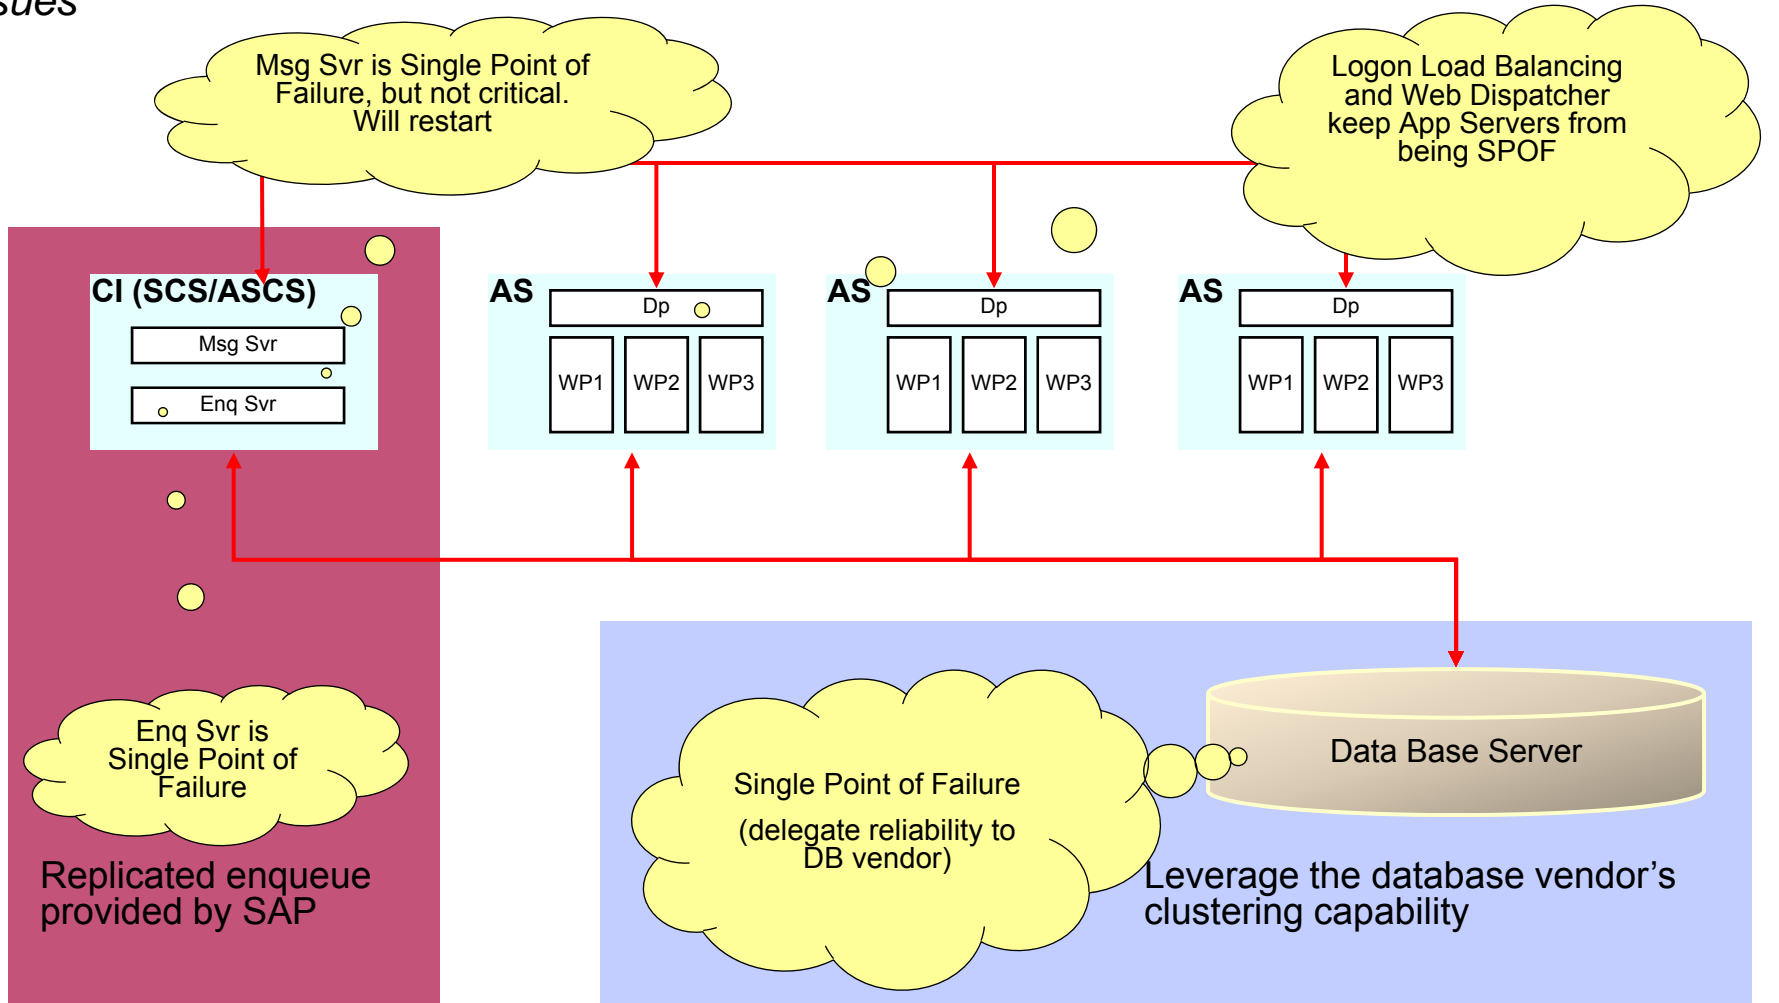 sues
Msg Svr is Single Point of
Failure, but not critical.
Will restart
Logon Load Balancing
and Web Dispatcher
keep App Servers from
being SPOF
CI (SCS/ASCS)
Msg Svr
Enq Svr
AS
Dp
WP1
WP2
WP3
AS
Dp
WP1
WP2
WP3
AS
Dp
WP1
WP2
WP3
Enq Svr is
Single Point of
Failure
Replicated enqueue
provided by SAP
Single Point of Failure
(delegate reliability to
DB vendor)
Data Base Server
Leverage the database vendor’s
clustering capability